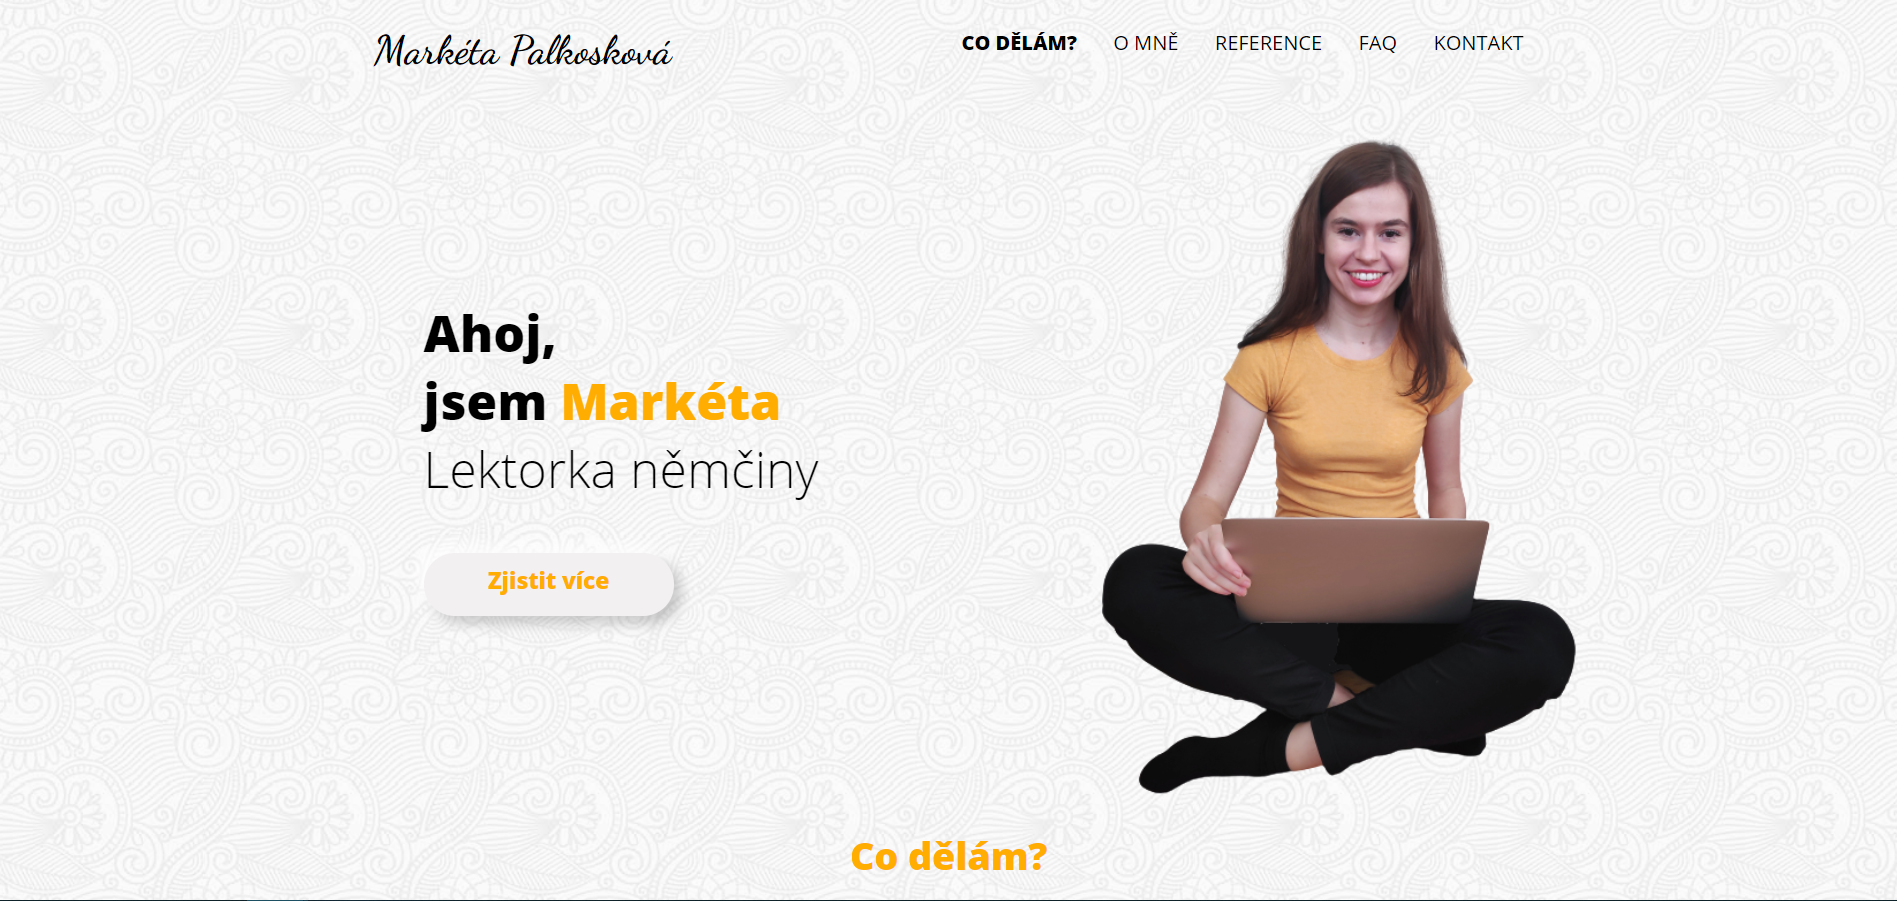 Markéta Palkosková
CO DĚLÁM? O MNĚ REFERENCE FAQ KONTAKT
Ahoj,
jsem Markéta
Lektorka němčiny
Zjistit více
Co dělám?